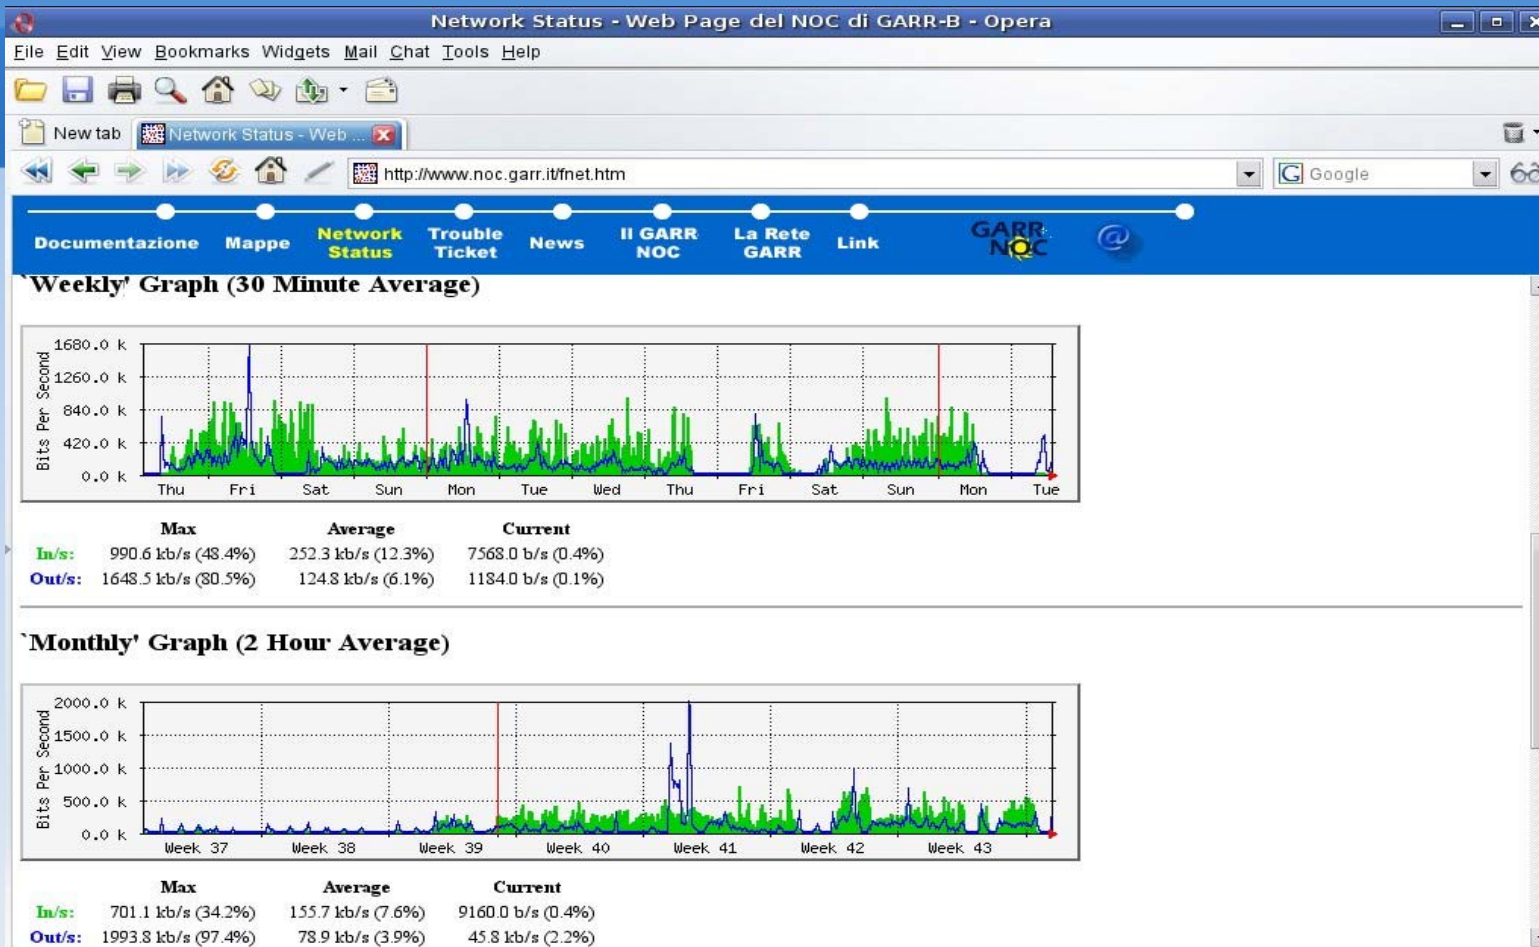 Network Status - Web Page del NOC di GARR-B - Opera
File Edit View Bookmarks Widgets Mail Chat Tools Help
New tab Network Status - Web ...
http://www.noc.garr.it/fnet.htm
Google
Documentazione Mappe Network Status Trouble Ticket News Il GARR NOC La Rete GARR Link GARR NOC @
`Weekly' Graph (30 Minute Average)
Bits Per Second
1680.0 k
1260.0 k
840.0 k
420.0 k
0.0 k
Thu Fri Sat Sun Mon Tue Wed Thu Fri Sat Sun Mon Tue
Max Average Current
In/s: 990.6 kb/s (48.4%) 252.3 kb/s (12.3%) 7568.0 b/s (0.4%)
Out/s: 1648.5 kb/s (80.5%) 124.8 kb/s (6.1%) 1184.0 b/s (0.1%)
`Monthly' Graph (2 Hour Average)
Bits Per Second
2000.0 k
1500.0 k
1000.0 k
500.0 k
0.0 k
Week 37 Week 38 Week 39 Week 40 Week 41 Week 42 Week 43
Max Average Current
In/s: 701.1 kb/s (34.2%) 155.7 kb/s (7.6%) 9160.0 b/s (0.4%)
Out/s: 1993.8 kb/s (97.4%) 78.9 kb/s (3.9%) 45.8 kb/s (2.2%)